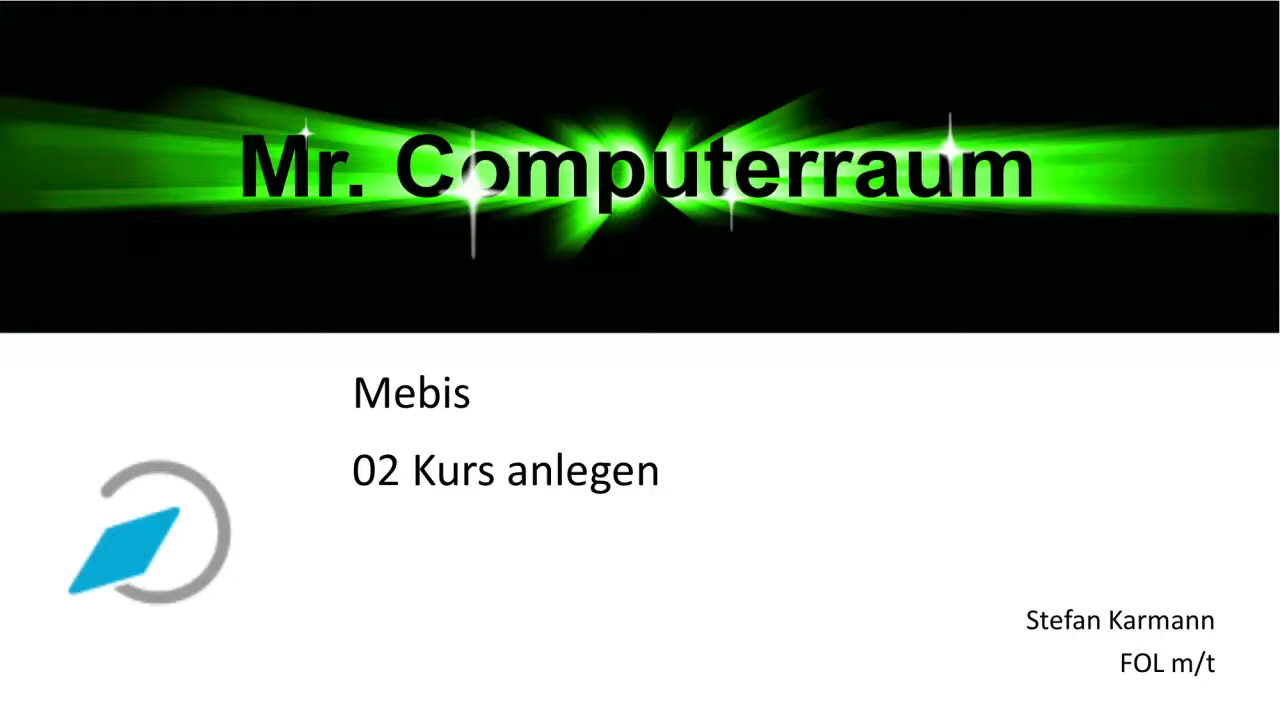 Mr. Computerraum
Mebis
02 Kurs anlegen
Stefan Karmann
FOL m/t